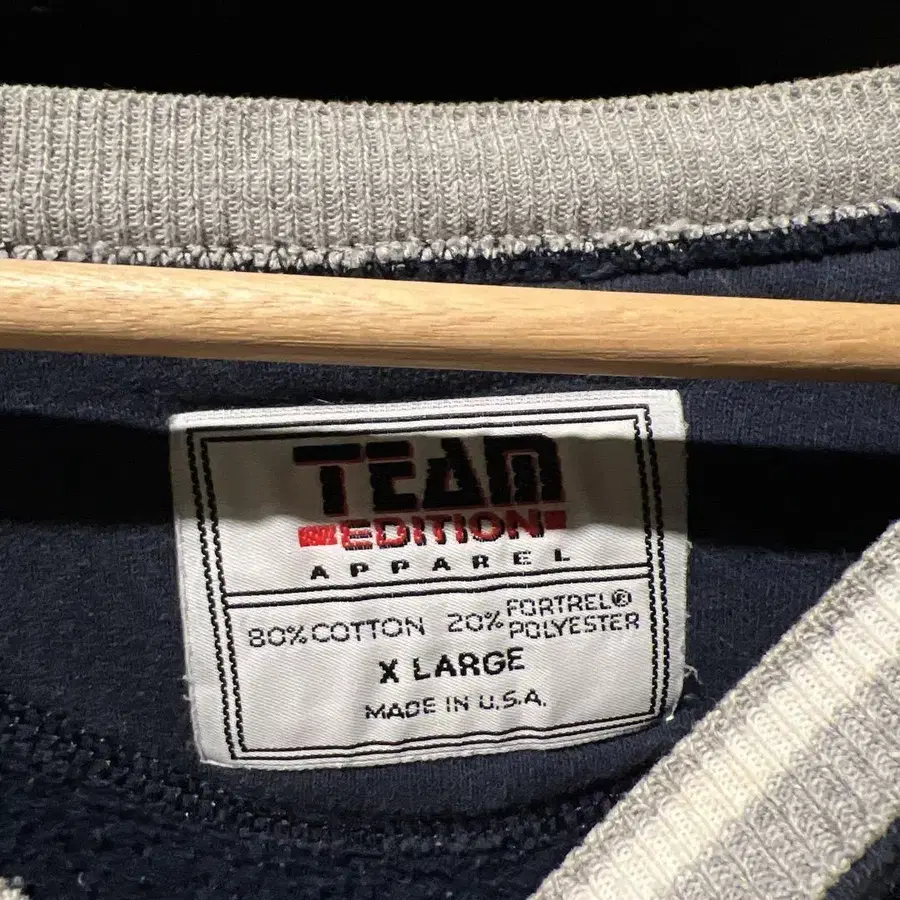 TEAM
EDITION
APPAREL
80% COTTON 20% FORTREL®
POLYESTER
X LARGE
MADE IN U.S.A.